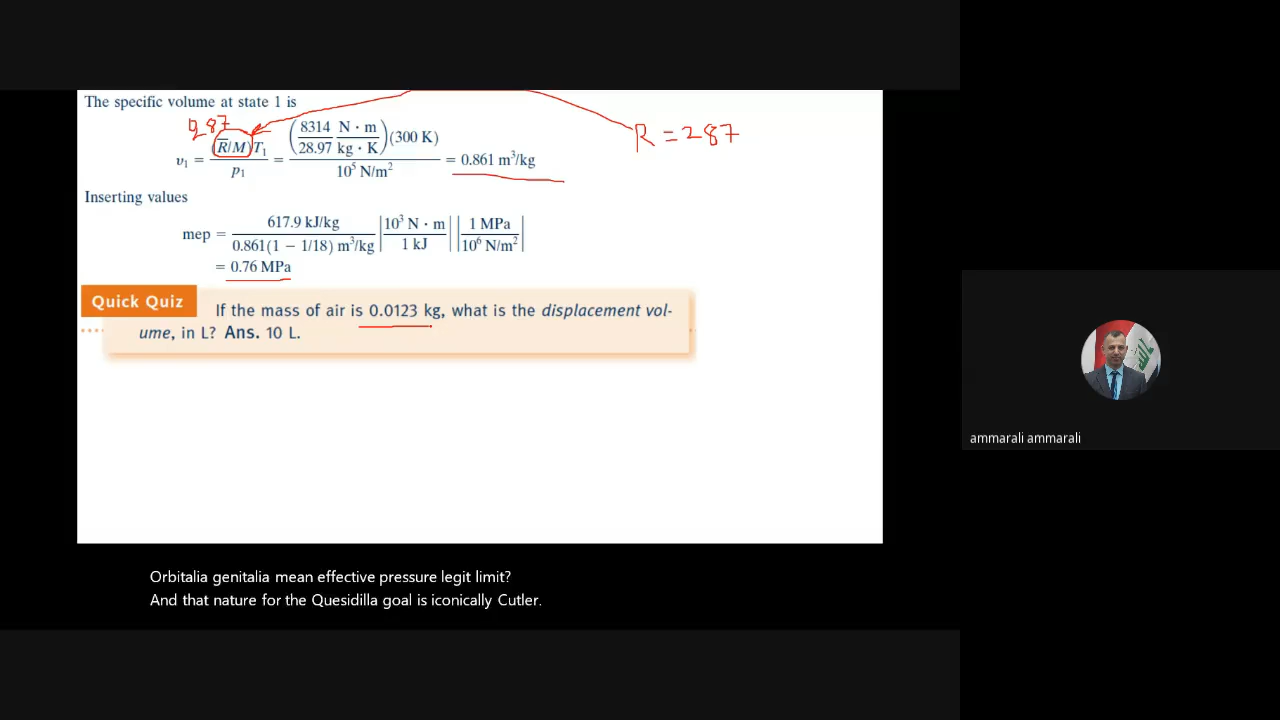 The specific volume at state 1 is
287
R = 287
v₁ = (R̅/M)T₁ / p₁ = (8314 N · m / 28.97 kg · K)(300 K) / 10⁵ N/m² = 0.861 m³/kg
Inserting values
mep = 617.9 kJ/kg / 0.861(1 − 1/18) m³/kg |10³ N · m / 1 kJ| |1 MPa / 10⁶ N/m²|
= 0.76 MPa
Quick Quiz If the mass of air is 0.0123 kg, what is the displacement vol-
ume, in L? Ans. 10 L.
ammarali ammarali
Orbitalia genitalia mean effective pressure legit limit?
And that nature for the Quesidilla goal is iconically Cutler.